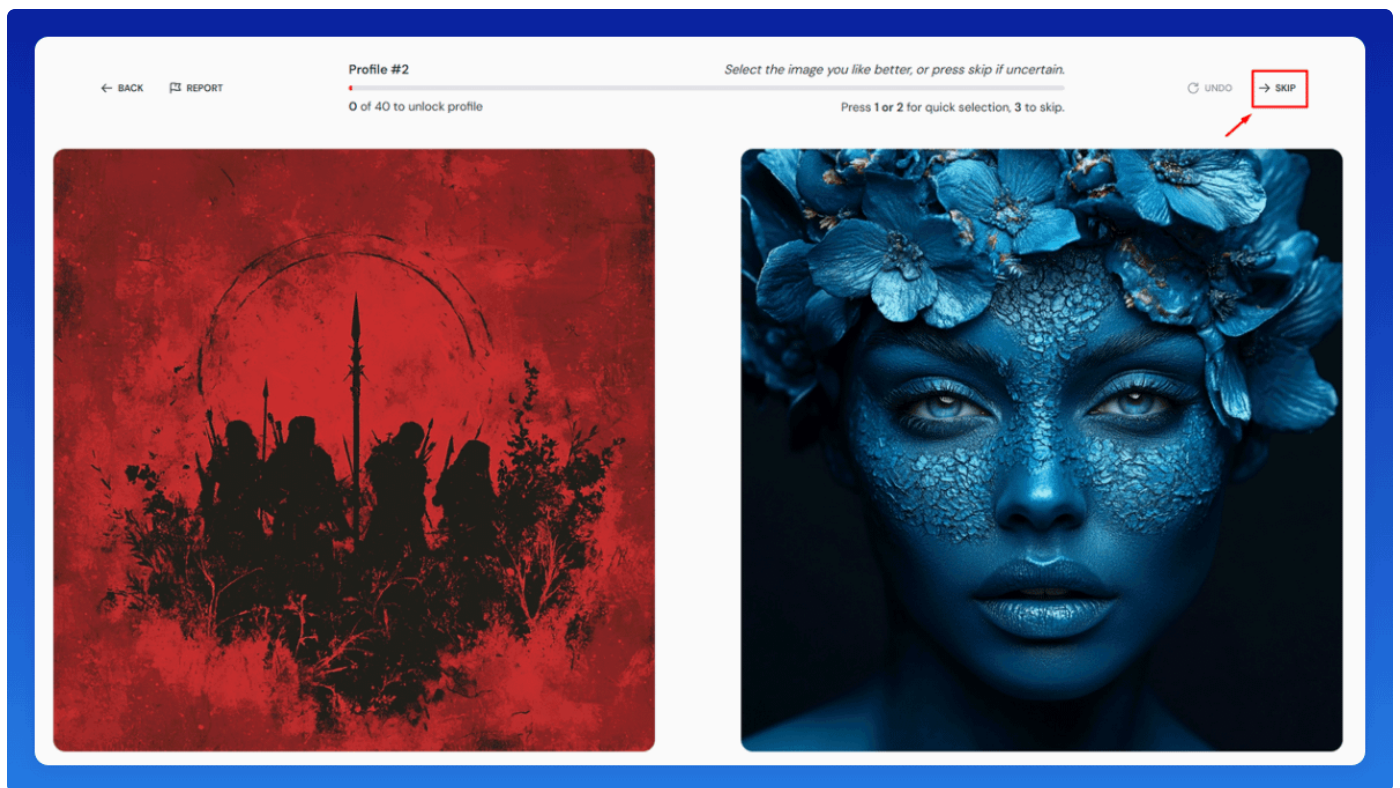 BACK
REPORT
Profile #2
Select the image you like better, or press skip if uncertain.
UNDO
SKIP
0 of 40 to unlock profile
Press 1 or 2 for quick selection, 3 to skip.